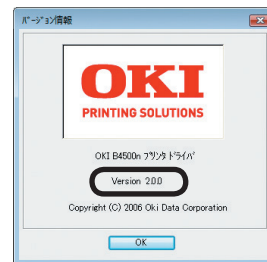 バージョン情報
OKI
PRINTING SOLUTIONS
OKI B4500n プリンタ ドライバ
Version 2.0.0
Copyright (C) 2006 Oki Data Corporation
OK